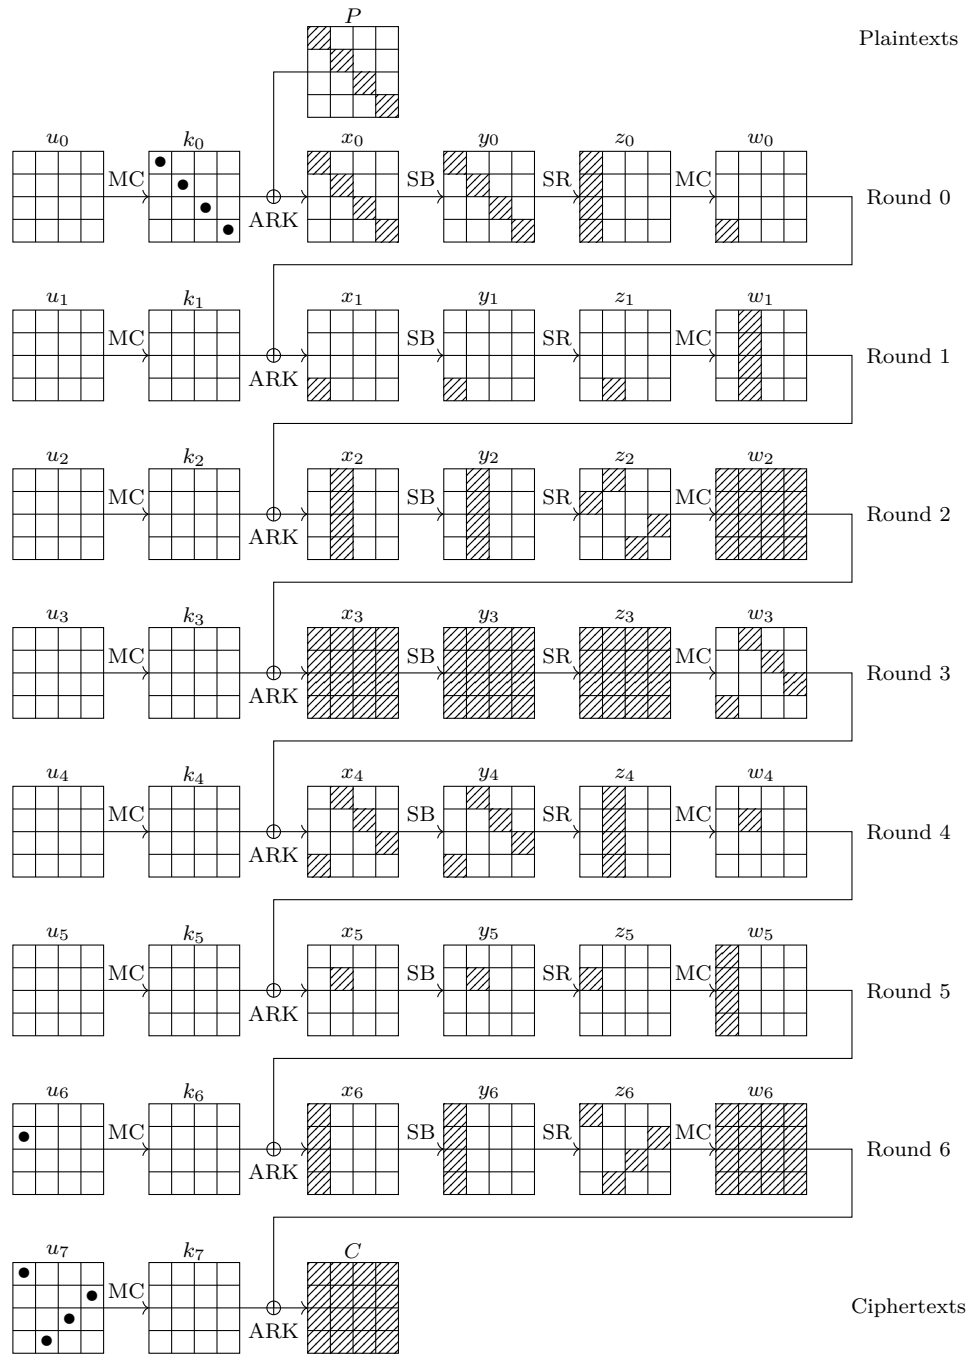 P
Plaintexts
u₀ k₀ x₀ y₀ z₀ w₀
MC SB SR MC Round 0
ARK
u₁ k₁ x₁ y₁ z₁ w₁
MC SB SR MC Round 1
ARK
u₂ k₂ x₂ y₂ z₂ w₂
MC SB SR MC Round 2
ARK
u₃ k₃ x₃ y₃ z₃ w₃
MC SB SR MC Round 3
ARK
u₄ k₄ x₄ y₄ z₄ w₄
MC SB SR MC Round 4
ARK
u₅ k₅ x₅ y₅ z₅ w₅
MC SB SR MC Round 5
ARK
u₆ k₆ x₆ y₆ z₆ w₆
MC SB SR MC Round 6
ARK
u₇ k₇ C
MC Ciphertexts
ARK